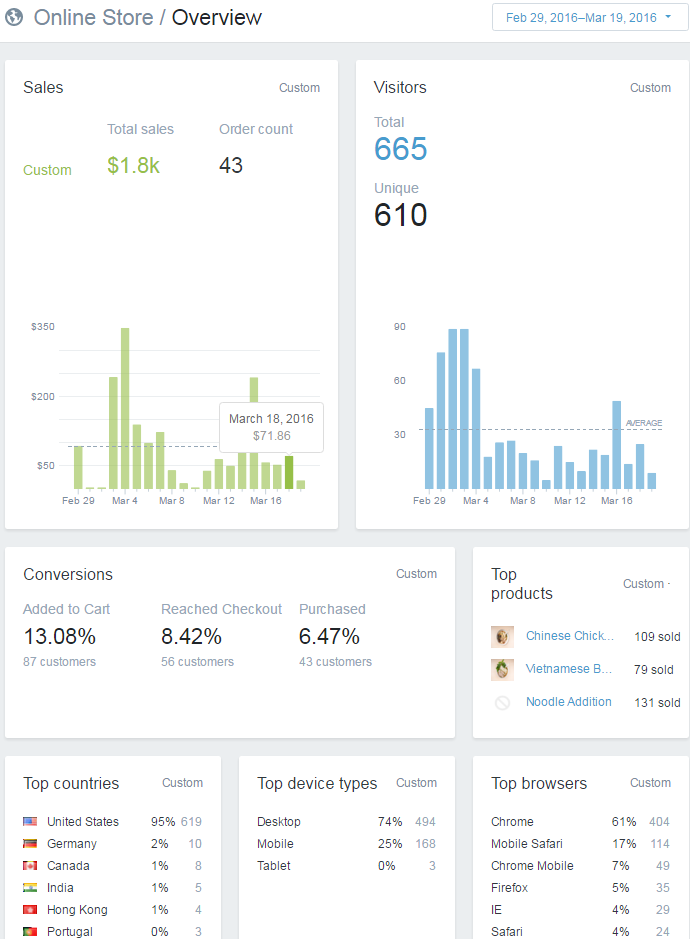 Online Store / Overview
Feb 29, 2016–Mar 19, 2016
Sales
Custom
Total sales
Order count
Custom
$1.8k
43
$350
$200
$50
March 18, 2016
$71.86
Feb 29
Mar 4
Mar 8
Mar 12
Mar 16
Visitors
Custom
Total
665
Unique
610
90
60
30
AVERAGE
Feb 29
Mar 4
Mar 8
Mar 12
Mar 16
Conversions
Custom
Added to Cart
Reached Checkout
Purchased
13.08%
8.42%
6.47%
87 customers
56 customers
43 customers
Top
products
Custom
Chinese Chick...
109 sold
Vietnamese B...
79 sold
Noodle Addition
131 sold
Top countries
Custom
United States 95% 619
Germany 2% 10
Canada 1% 8
India 1% 5
Hong Kong 1% 4
Portugal 0% 3
Top device types
Custom
Desktop 74% 494
Mobile 25% 168
Tablet 0% 3
Top browsers
Custom
Chrome 61% 404
Mobile Safari 17% 114
Chrome Mobile 7% 49
Firefox 5% 35
IE 4% 29
Safari 4% 24